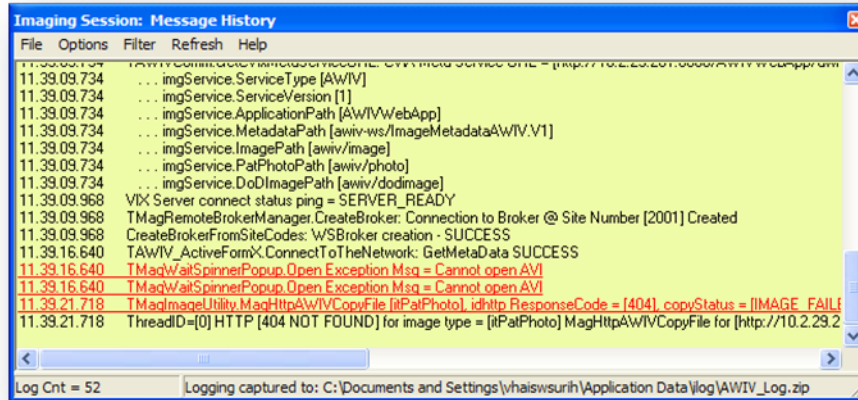 Imaging Session: Message History
File Options Filter Refresh Help
11.39.09.734 ... imgService.ServiceType [AWIV]
11.39.09.734 ... imgService.ServiceVersion [1]
11.39.09.734 ... imgService.ApplicationPath [AWIVWebApp]
11.39.09.734 ... imgService.MetadataPath [awiv-ws/ImageMetadataAWIV.V1]
11.39.09.734 ... imgService.ImagePath [awiv/image]
11.39.09.734 ... imgService.PatPhotoPath [awiv/photo]
11.39.09.734 ... imgService.DoDImagePath [awiv/dodimage]
11.39.09.968 VIX Server connect status ping = SERVER_READY
11.39.09.968 TMagRemoteBrokerManager.CreateBroker: Connection to Broker @ Site Number [2001] Created
11.39.09.968 CreateBrokerFromSiteCodes: WSBroker creation - SUCCESS
11.39.16.640 TAWIV_ActiveFormX.ConnectToTheNetwork: GetMetaData SUCCESS
11.39.16.640 TMagWaitSpinnerPopup.Open Exception Msg = Cannot open AVI
11.39.16.640 TMagWaitSpinnerPopup.Open Exception Msg = Cannot open AVI
11.39.21.718 TMagImageUtility.MagHttpAWIVCopyFile [itPatPhoto], idhttp ResponseCode = [404], copyStatus = [IMAGE_FAILE
11.39.21.718 ThreadID=[0] HTTP [404 NOT FOUND] for image type = [itPatPhoto] MagHttpAWIVCopyFile for [http://10.2.29.2
Log Cnt = 52 Logging captured to: C:\Documents and Settings\vhaiswsurih\Application Data\ilog\AWIV_Log.zip